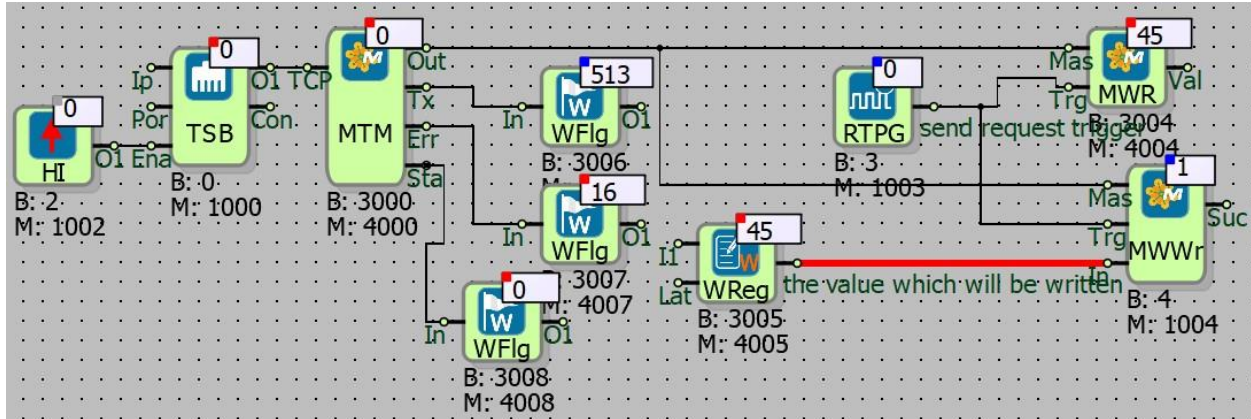 0
O1
Ena
HI
B: 2
M: 1002
0
Ip
Por
O1
Con.
TSB
B: 0
M: 1000
0
TCP
Out
Tx
Err
Sta
M
MTM
B: 3000
M: 4000
513
In
W
O1
WFlg
B: 3006
16
In
W
O1
WFlg
3007
M: 4007
0
In
W
O1
WFlg
B: 3008
M: 4008
0
RTPG
send request trigger
B: 3
M: 1003
45
I1
Lat
W
WReg
the value which will be written
B: 3005
M: 4005
45
Mas
Trg
M
Val
MWR
B: 3004
M: 4004
1
Mas
Trg
In
M
Suc
MWWr
B: 4
M: 1004